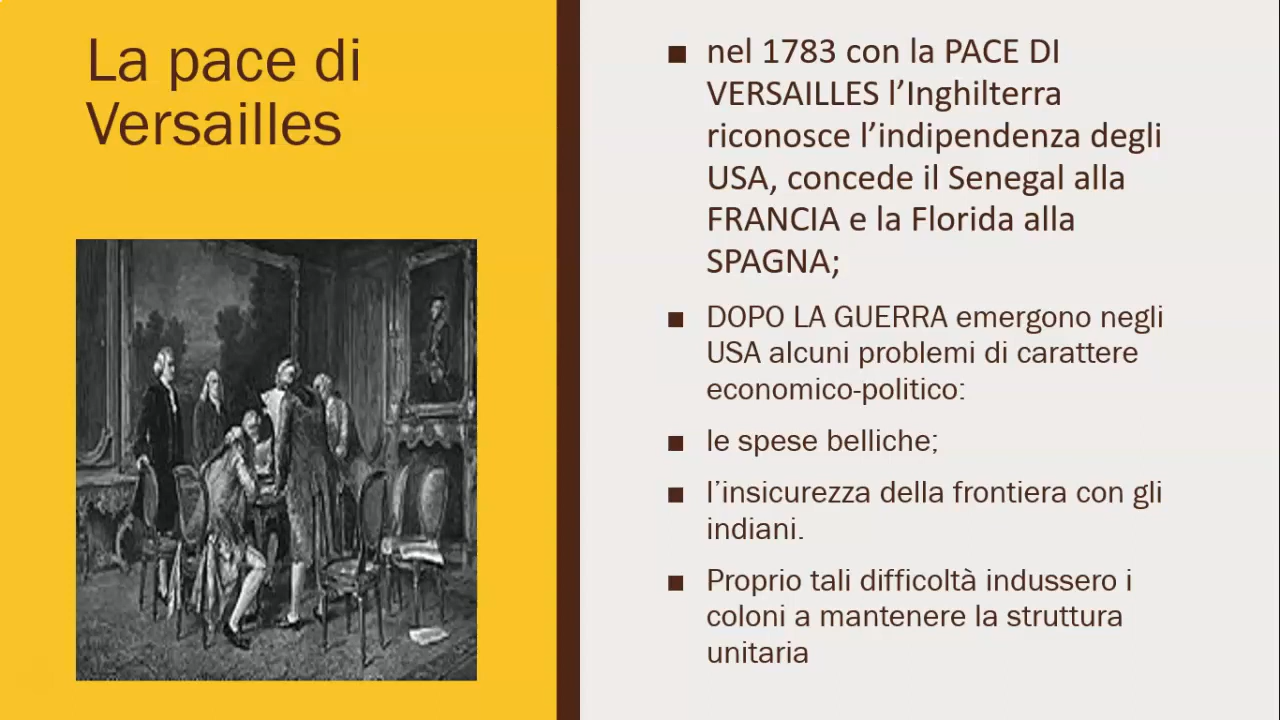 La pace di
Versailles
■ nel 1783 con la PACE DI
VERSAILLES l’Inghilterra
riconosce l’indipendenza degli
USA, concede il Senegal alla
FRANCIA e la Florida alla
SPAGNA;
■ DOPO LA GUERRA emergono negli
USA alcuni problemi di carattere
economico-politico:
■ le spese belliche;
■ l’insicurezza della frontiera con gli
indiani.
■ Proprio tali difficoltà indussero i
coloni a mantenere la struttura
unitaria